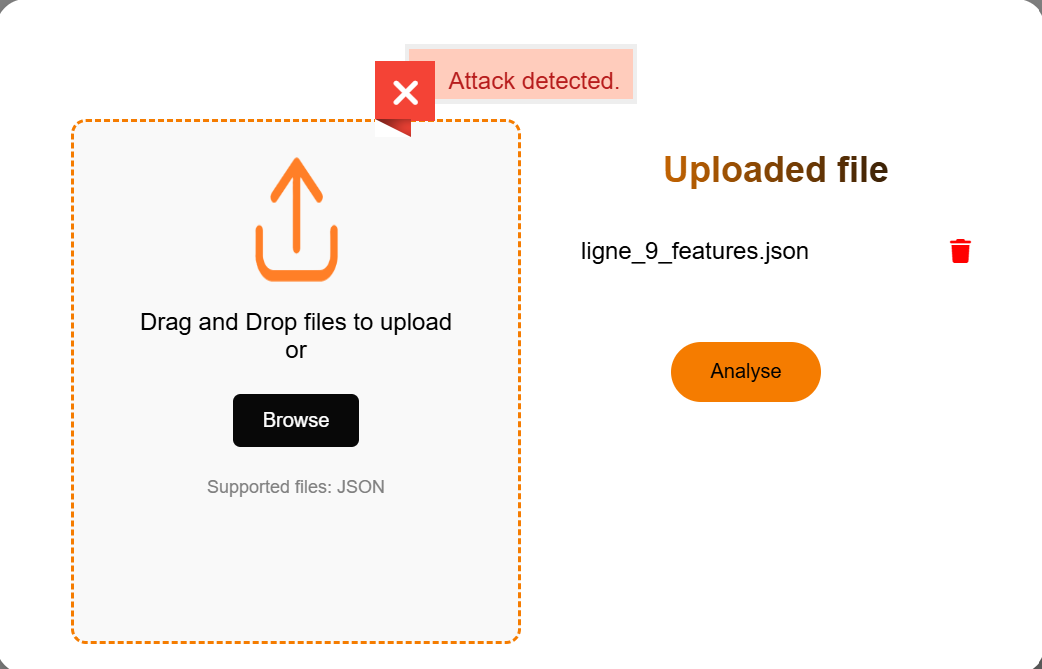 Attack detected.
Drag and Drop files to upload
or
Browse
Supported files: JSON
Uploaded file
ligne_9_features.json
Analyse